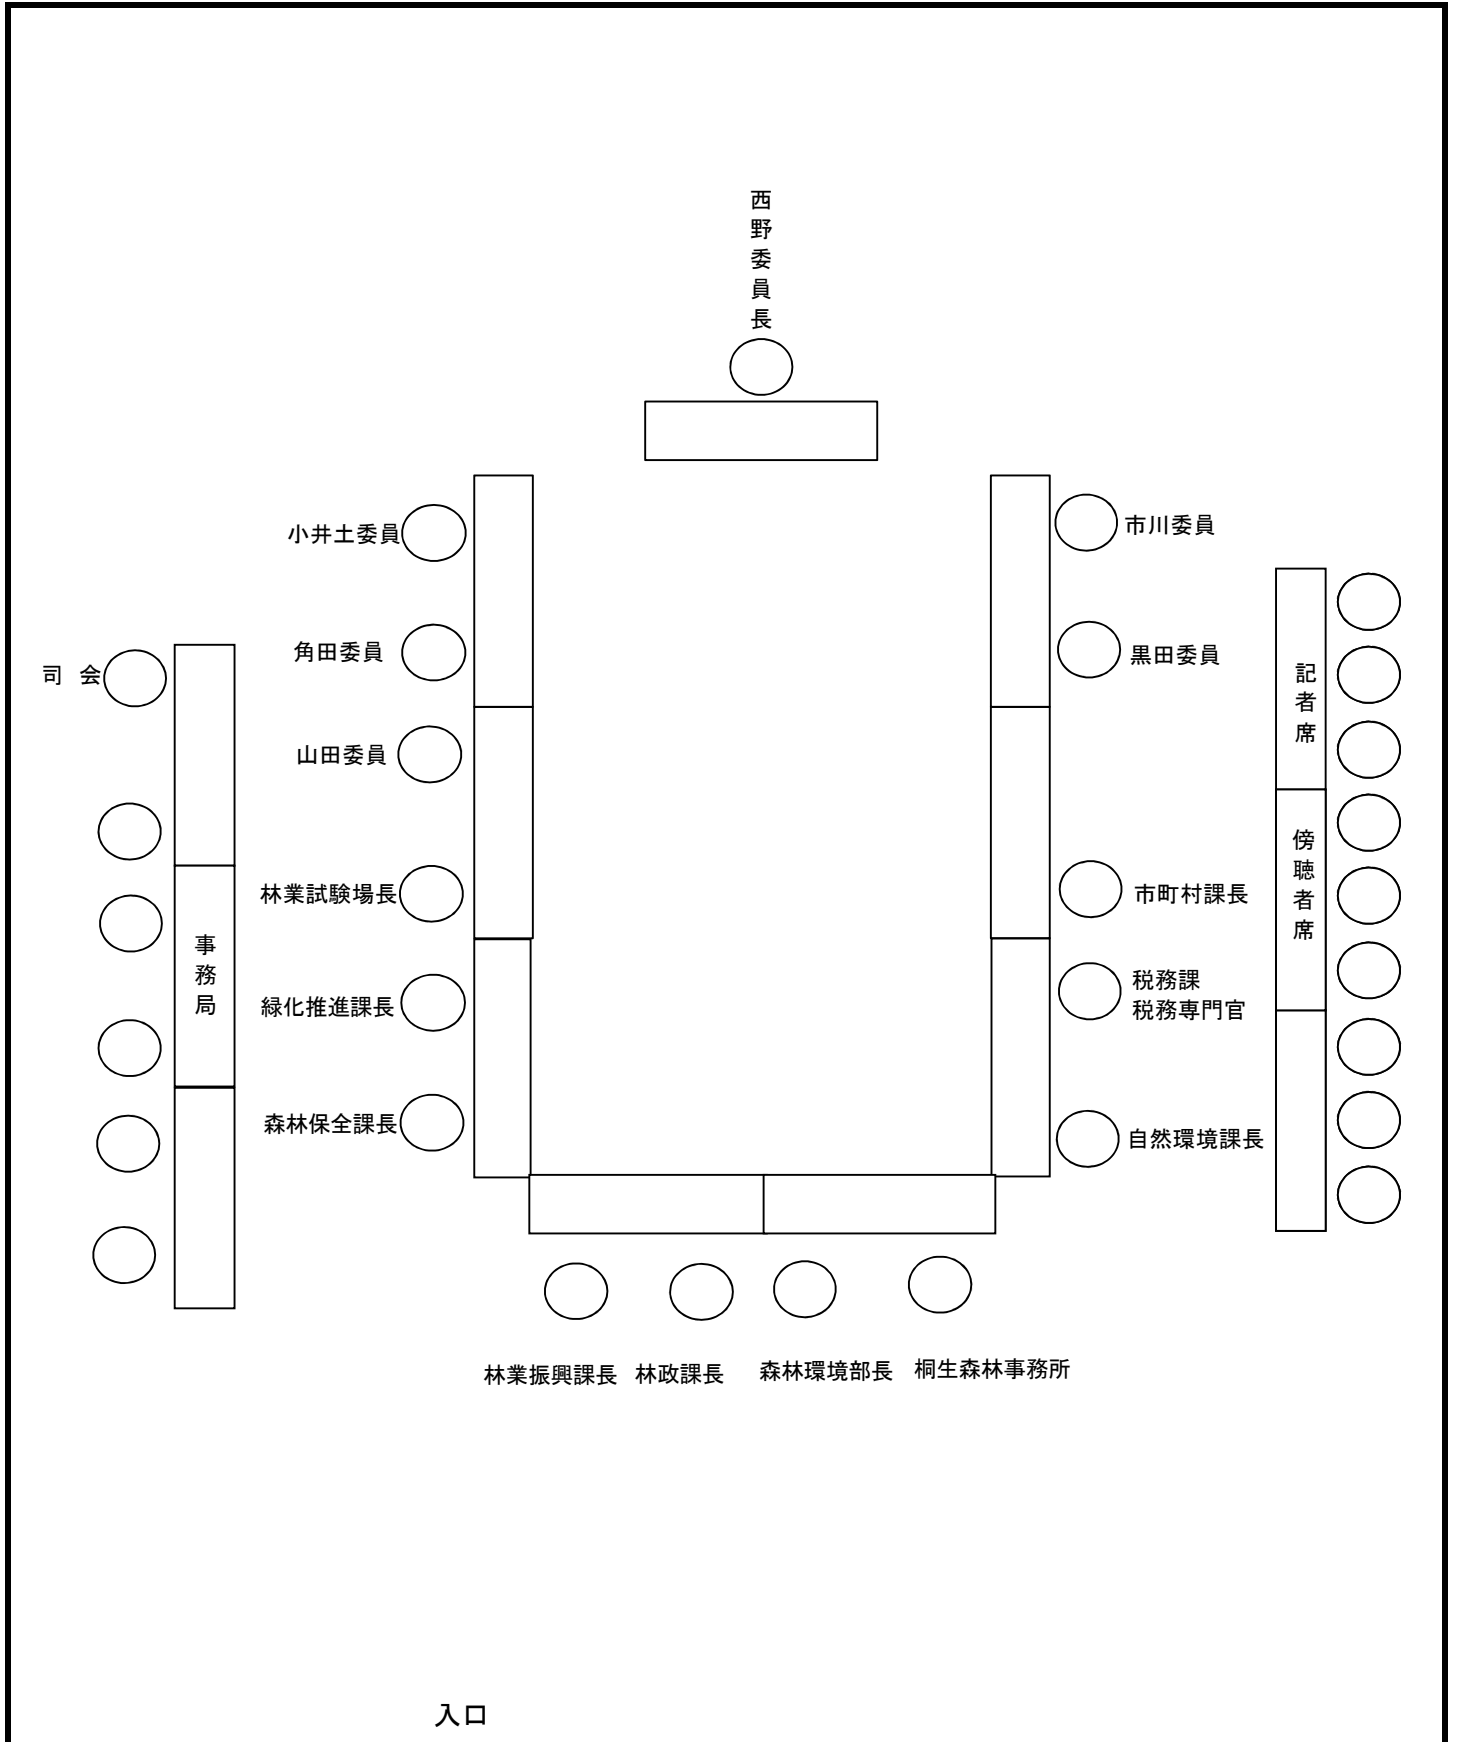 西野委員長
小井土委員
市川委員
角田委員
黒田委員
司 会
記者席
山田委員
傍聴者席
林業試験場長
市町村課長
事務局
緑化推進課長
税務課
税務専門官
森林保全課長
自然環境課長
林業振興課長 林政課長 森林環境部長 桐生森林事務所
入口